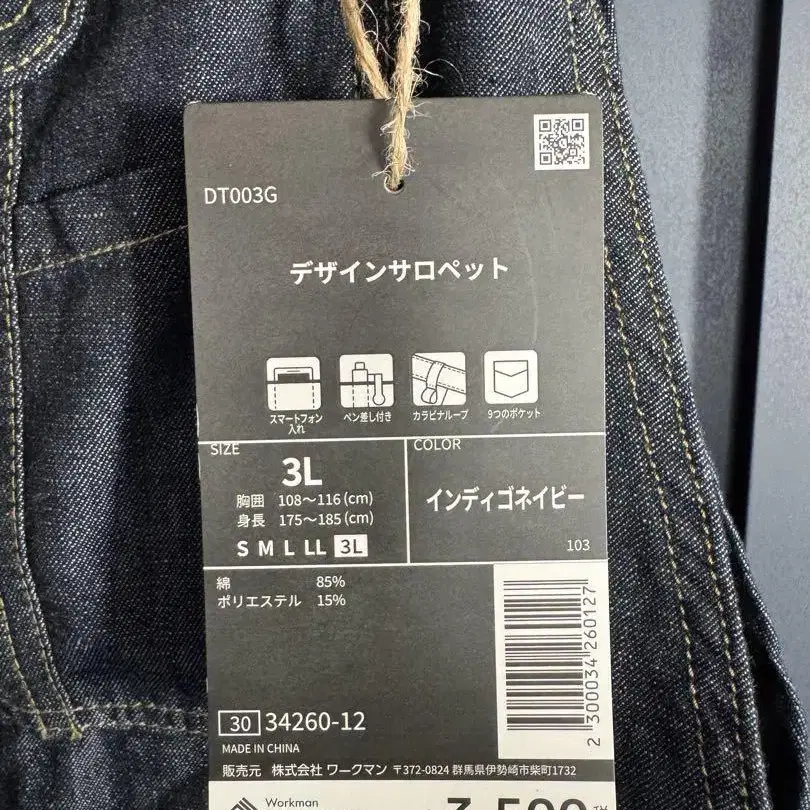 DT003G
デザインサロペット
スマートフォン
入れ
ペン差し付き
カラビナループ
9つのポケット
SIZE
3L
胸囲 108～116(cm)
身長 175～185(cm)
S M L LL 3L
COLOR
インディゴネイビー
103
綿 85%
ポリエステル 15%
2 300034 260127
30 34260-12
MADE IN CHINA
販売元 株式会社 ワークマン 〒372-0824 群馬県伊勢崎市柴町1732
Workman